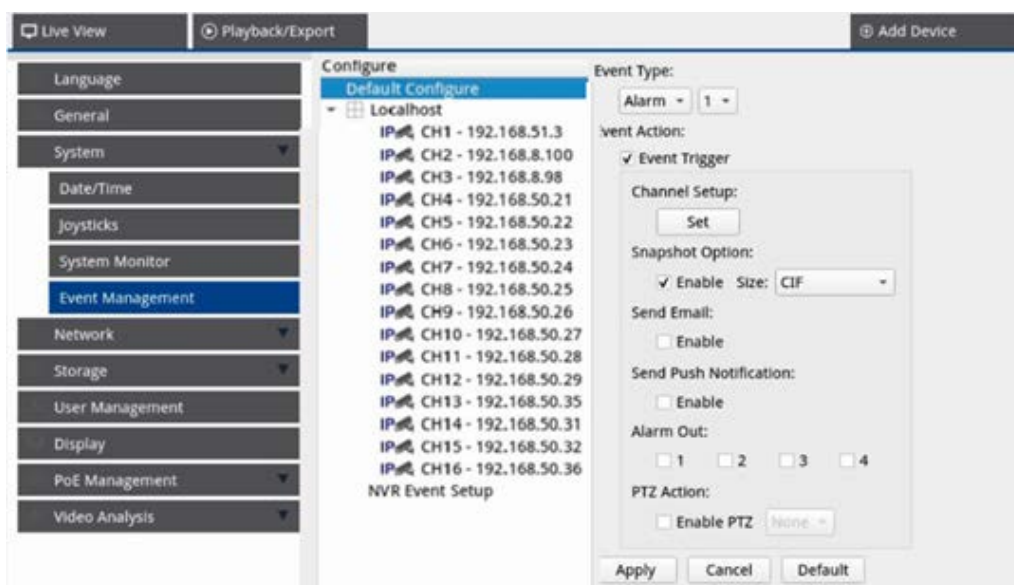 Live View
Playback/Export
Add Device
Language
General
System
Date/Time
Joysticks
System Monitor
Event Management
Network
Storage
User Management
Display
PoE Management
Video Analysis
Configure
Default Configure
Localhost
IP CH1 - 192.168.51.3
IP CH2 - 192.168.8.100
IP CH3 - 192.168.8.98
IP CH4 - 192.168.50.21
IP CH5 - 192.168.50.22
IP CH6 - 192.168.50.23
IP CH7 - 192.168.50.24
IP CH8 - 192.168.50.25
IP CH9 - 192.168.50.26
IP CH10 - 192.168.50.27
IP CH11 - 192.168.50.28
IP CH12 - 192.168.50.29
IP CH13 - 192.168.50.35
IP CH14 - 192.168.50.31
IP CH15 - 192.168.50.32
IP CH16 - 192.168.50.36
NVR Event Setup
Event Type:
Alarm 1
vent Action:
Event Trigger
Channel Setup:
Set
Snapshot Option:
Enable Size: CIF
Send Email:
Enable
Send Push Notification:
Enable
Alarm Out:
1 2 3 4
PTZ Action:
Enable PTZ None
Apply Cancel Default